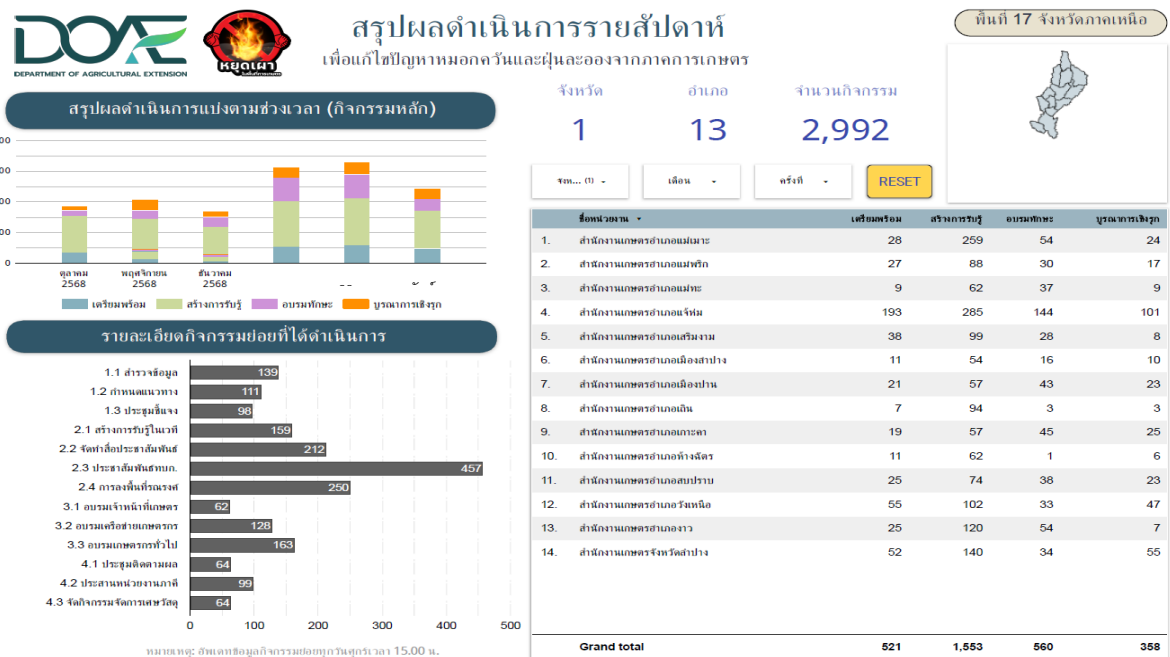 DOAE
DEPARTMENT OF AGRICULTURAL EXTENSION
หยุดเผา
สรุปผลดำเนินการรายสัปดาห์
เพื่อแก้ไขปัญหาหมอกควันและฝุ่นละอองจากภาคการเกษตร
พื้นที่ 17 จังหวัดภาคเหนือ
สรุปผลดำเนินการแบ่งตามช่วงเวลา (กิจกรรมหลัก)
จังหวัด อำเภอ จำนวนกิจกรรม
1 13 2,992
จังห... (1) เดือน ครั้งที่ RESET
00
00
00
00
0
ตุลาคม 2568
พฤศจิกายน 2568
ธันวาคม 2568
เตรียมพร้อม สร้างการรับรู้ อบรมทักษะ บูรณาการเชิงรุก
รายละเอียดกิจกรรมย่อยที่ได้ดำเนินการ
1.1 สำรวจข้อมูล 139
1.2 กำหนดแนวทาง 111
1.3 ประชุมชี้แจง 98
2.1 สร้างการรับรู้ในเวที 159
2.2 จัดทำสื่อประชาสัมพันธ์ 212
2.3 ประชาสัมพันธ์ทบก. 457
2.4 การลงพื้นที่รณรงค์ 250
3.1 อบรมเจ้าหน้าที่เกษตร 62
3.2 อบรมเครือข่ายเกษตรกร 128
3.3 อบรมเกษตรกรทั่วไป 163
4.1 ประชุมติดตามผล 64
4.2 ประสานหน่วยงานภาคี 99
4.3 จัดกิจกรรมจัดการเศษวัสดุ 64
0 100 200 300 400 500
หมายเหตุ: อัพเดทข้อมูลกิจกรรมย่อยทุกวันศุกร์เวลา 15.00 น.
ชื่อหน่วยงาน เตรียมพร้อม สร้างการรับรู้ อบรมทักษะ บูรณาการเชิงรุก
1. สำนักงานเกษตรอำเภอแม่เมาะ 28 259 54 24
2. สำนักงานเกษตรอำเภอแม่พริก 27 88 30 17
3. สำนักงานเกษตรอำเภอแม่ทะ 9 62 37 9
4. สำนักงานเกษตรอำเภอแจ้ห่ม 193 285 144 101
5. สำนักงานเกษตรอำเภอเสริมงาม 38 99 28 8
6. สำนักงานเกษตรอำเภอเมืองลำปาง 11 54 16 10
7. สำนักงานเกษตรอำเภอเมืองปาน 21 57 43 23
8. สำนักงานเกษตรอำเภอเถิน 7 94 3 3
9. สำนักงานเกษตรอำเภอเกาะคา 19 57 45 25
10. สำนักงานเกษตรอำเภอห้างฉัตร 11 62 1 6
11. สำนักงานเกษตรอำเภอสบปราบ 25 74 38 23
12. สำนักงานเกษตรอำเภอวังเหนือ 55 102 33 47
13. สำนักงานเกษตรอำเภองาว 25 120 54 7
14. สำนักงานเกษตรจังหวัดลำปาง 52 140 34 55
Grand total 521 1,553 560 358